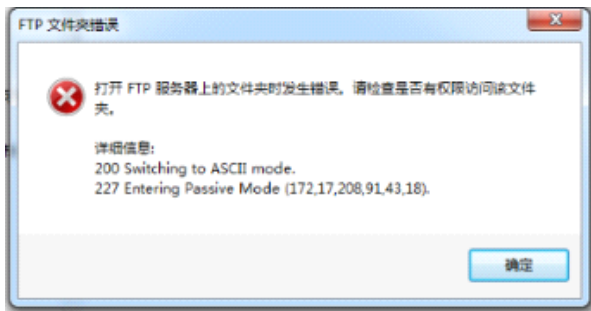 FTP 文件夹错误
打开 FTP 服务器上的文件夹时发生错误。请检查是否有权限访问该文件
夹。
详细信息:
200 Switching to ASCII mode.
227 Entering Passive Mode (172,17,208,91,43,18).
确定